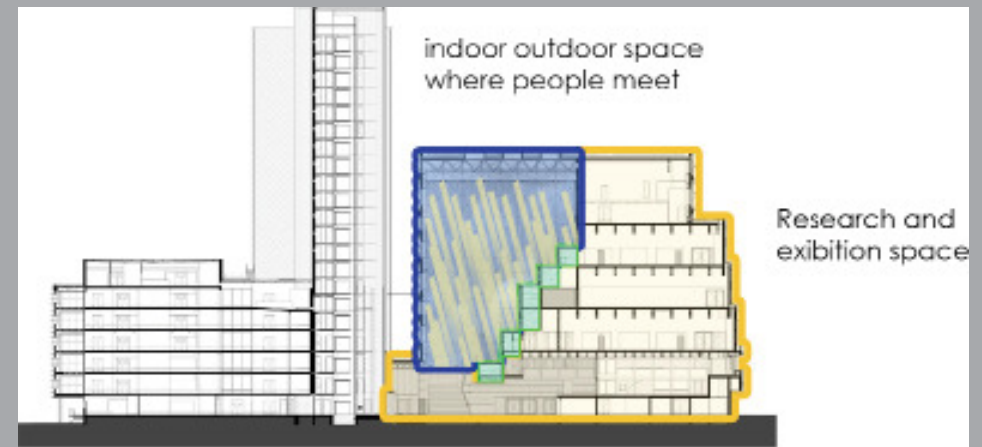 indoor outdoor space
where people meet
Research and
exibition space